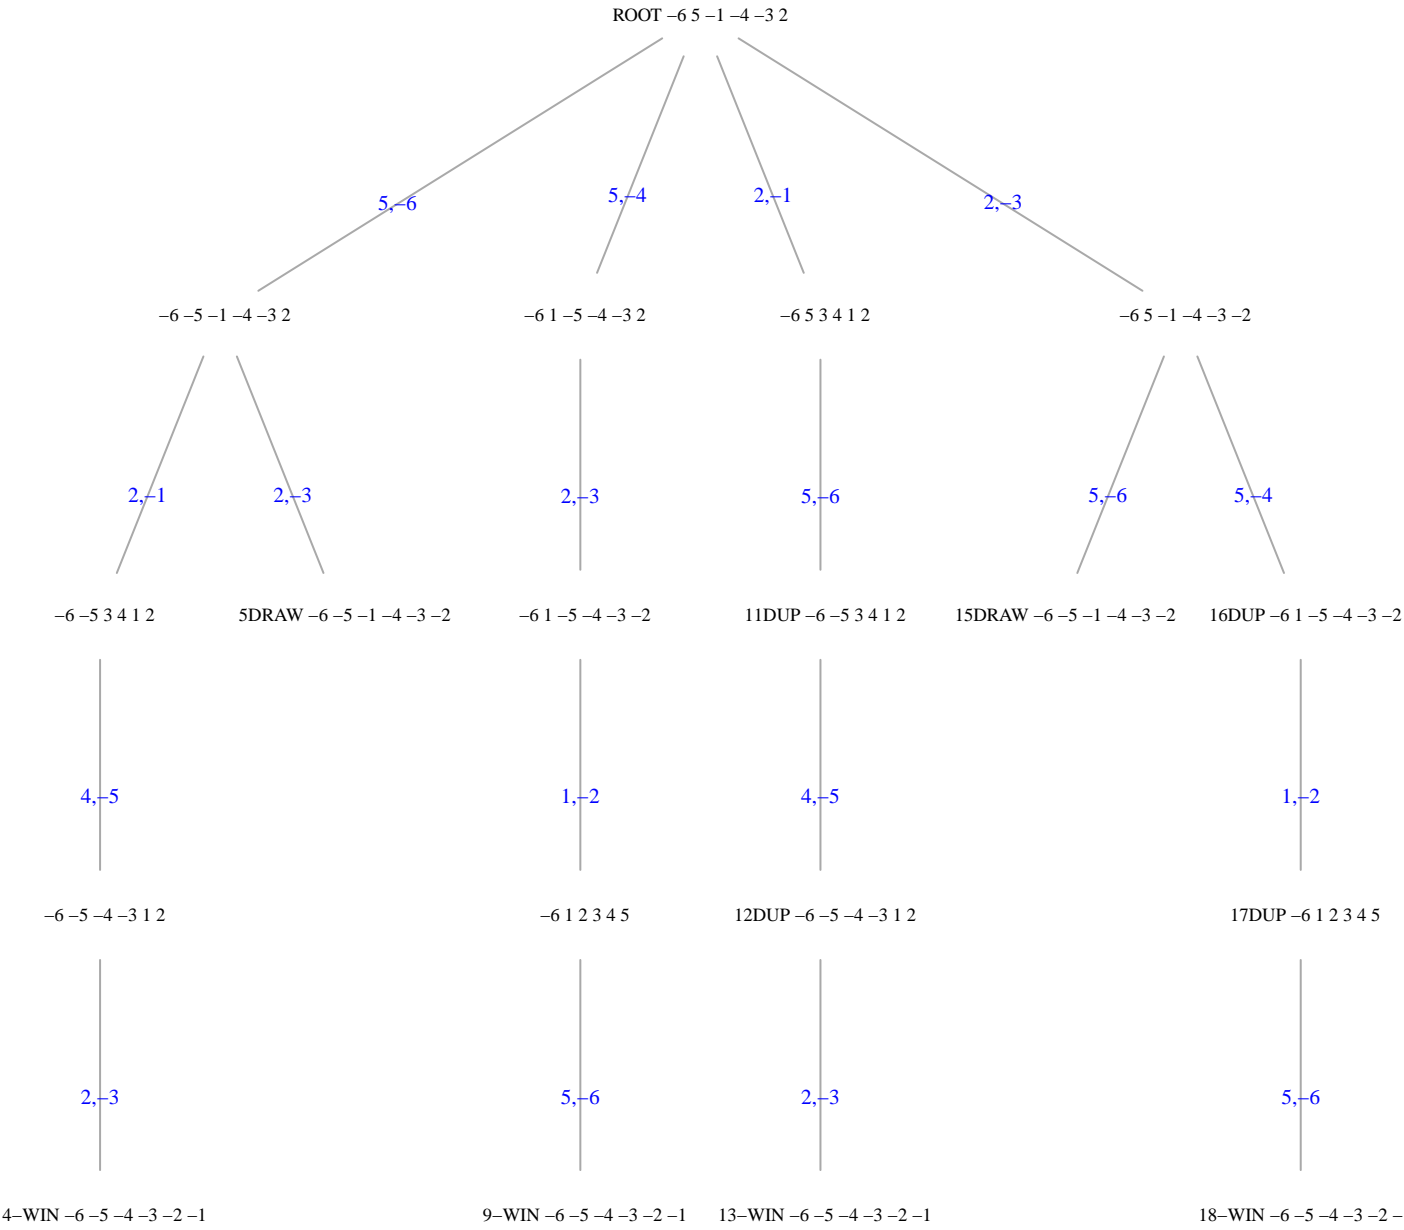 ROOT –6 5 –1 –4 –3 2
5,–6
5,–4
2,–1
2,–3
–6 –5 –1 –4 –3 2
–6 1 –5 –4 –3 2
–6 5 3 4 1 2
–6 5 –1 –4 –3 –2
2,–1
2,–3
2,–3
5,–6
5,–6
5,–4
–6 –5 3 4 1 2
5DRAW –6 –5 –1 –4 –3 –2
–6 1 –5 –4 –3 –2
11DUP –6 –5 3 4 1 2
15DRAW –6 –5 –1 –4 –3 –2
16DUP –6 1 –5 –4 –3 –2
4,–5
1,–2
4,–5
1,–2
–6 –5 –4 –3 1 2
–6 1 2 3 4 5
12DUP –6 –5 –4 –3 1 2
17DUP –6 1 2 3 4 5
2,–3
5,–6
2,–3
5,–6
4–WIN –6 –5 –4 –3 –2 –1
9–WIN –6 –5 –4 –3 –2 –1
13–WIN –6 –5 –4 –3 –2 –1
18–WIN –6 –5 –4 –3 –2 –